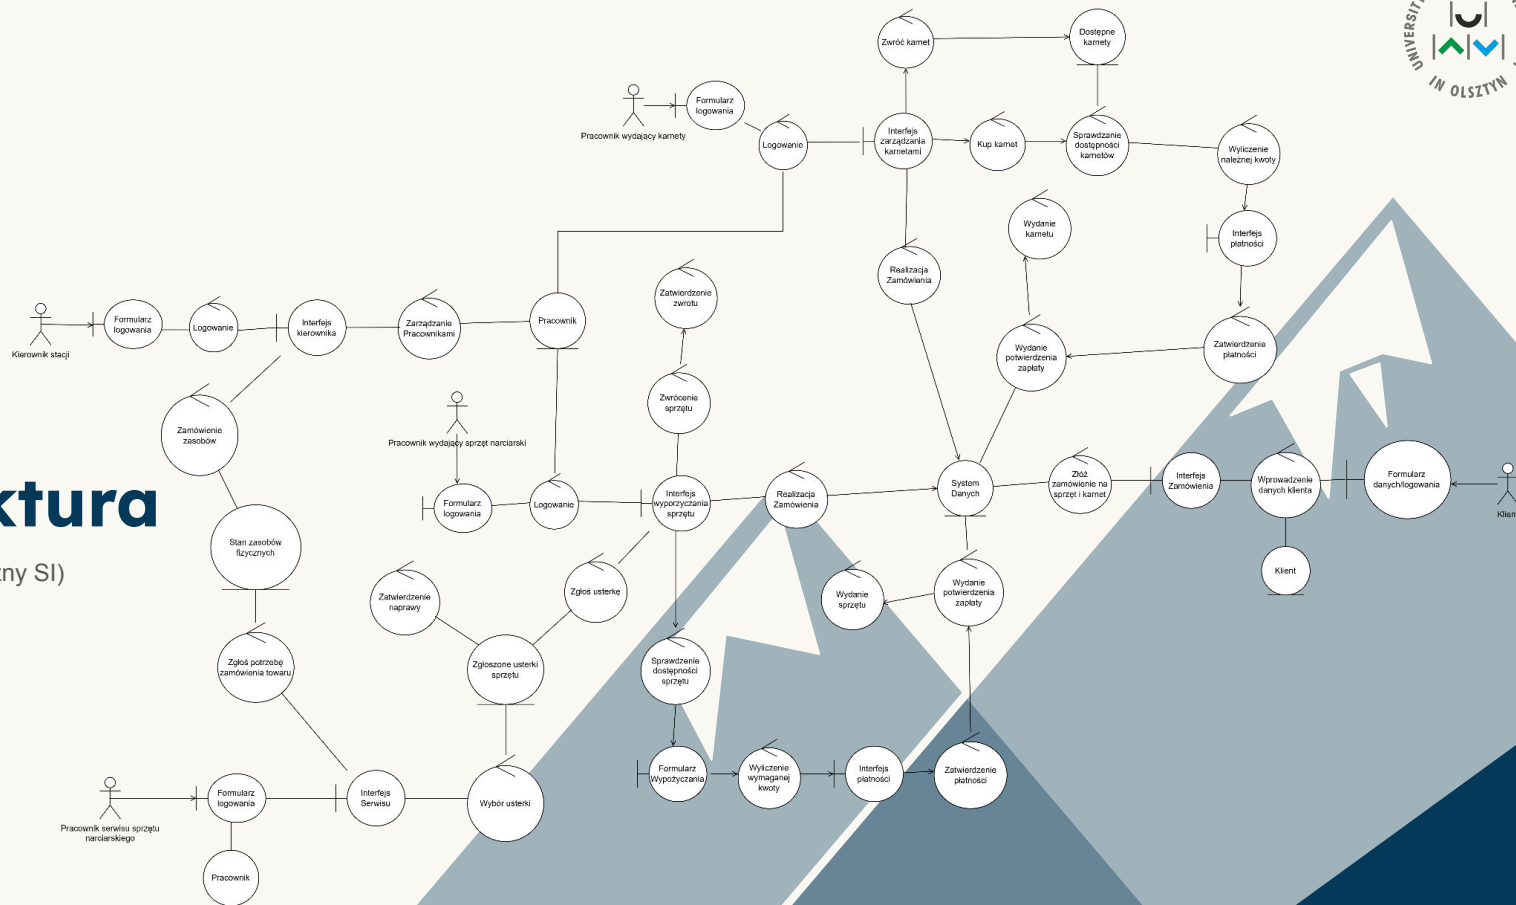 UNIVERSIT
IN OLSZTYN
Zwróć karnet
Dostępne
karnety
Formularz
logowania
Pracownik wydający karnety
Logowanie
Interfejs
zarządzania
karnetami
Kup karnet
Sprawdzanie
dostępności
karnetów
Wyliczenie
należnej kwoty
Wydanie
karnetu
Interfejs
płatności
Realizacja
Zamówienia
Zatwierdzenie
zwrotu
Formularz
logowania
Logowanie
Interfejs
kierownika
Zarządzanie
Pracownikami
Pracownik
Kierownik stacji
Wydanie
potwierdzenia
zapłaty
Zatwierdzenie
płatności
Zwrócenie
sprzętu
Zamówienie
zasobów
Pracownik wydający sprzęt narciarski
ktura
zny SI)
Formularz
logowania
Logowanie
Interfejs
wyporzyczania
sprzętu
Realizacja
Zamówienia
System
Danych
Złóż
zamówienie na
sprzęt i karnet
Interfejs
Zamówienia
Wprowadzenie
danych klienta
Formularz
danych/logowania
Klien
Stan zasobów
fizycznych
Zatwierdzenie
naprawy
Zgłoś usterkę
Wydanie
sprzętu
Wydanie
potwierdzenia
zapłaty
Klient
Zgłoś potrzebę
zamówienia towaru
Zgłoszone usterki
sprzętu
Sprawdzenie
dostępności
sprzętu
Formularz
Wypożyczania
Wyliczenie
wymaganej
kwoty
Interfejs
płatności
Zatwierdzenie
płatności
Formularz
logowania
Interfejs
Serwisu
Wybór usterki
Pracownik serwisu sprzętu
narciarskiego
Pracownik